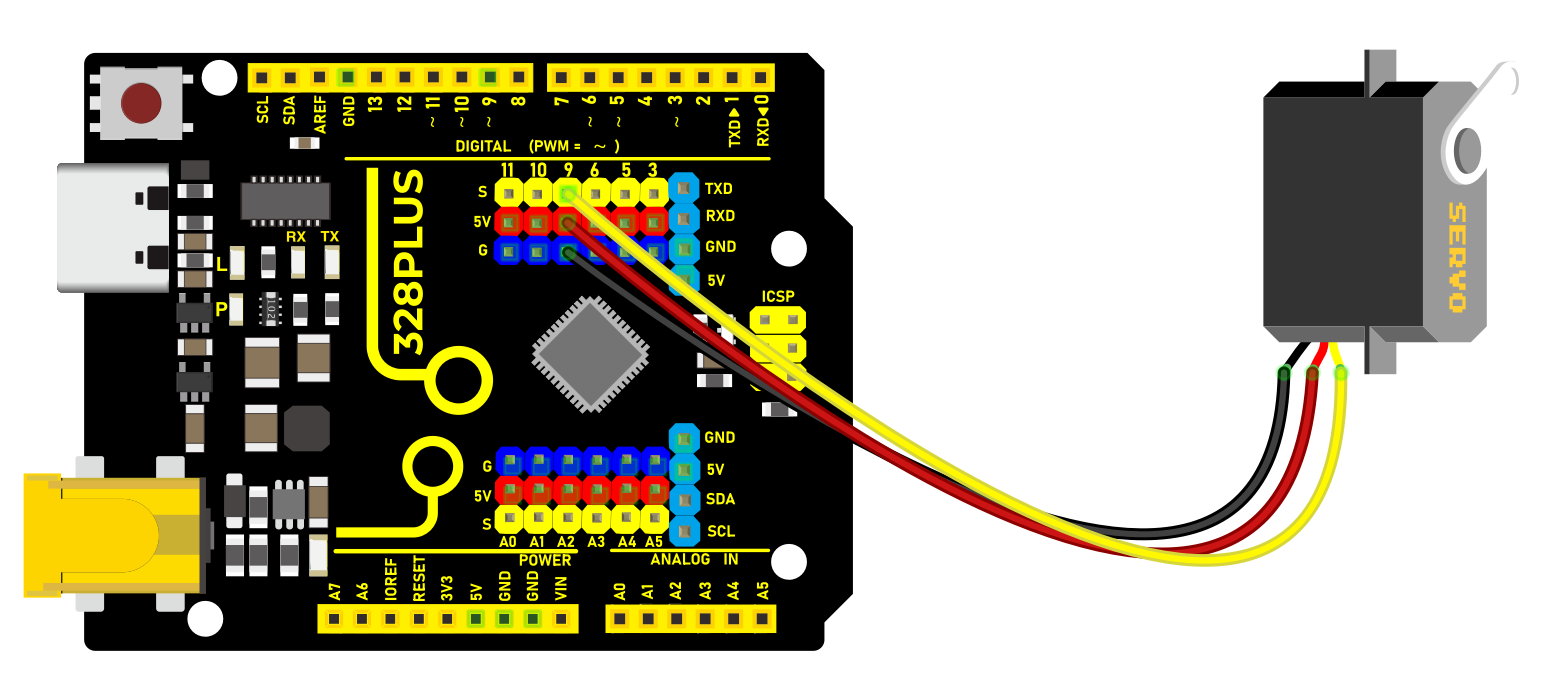 SCL SDA AREF GND 13 12 ~11 ~10 ~9 8 7 ~6 ~5 4 ~3 2 TXD▶1 RXD◀0
DIGITAL (PWM = ~ )
11 10 9 6 5 3
S
5V
G
TXD
RXD
GND
5V
ICSP
328PLUS
RX TX
L
P
102
SERVO
G
5V
S
GND
5V
SDA
SCL
A0 A1 A2 A3 A4 A5
POWER
ANALOG IN
A7 A6 IOREF RESET 3V3 5V GND GND VIN
A0 A1 A2 A3 A4 A5